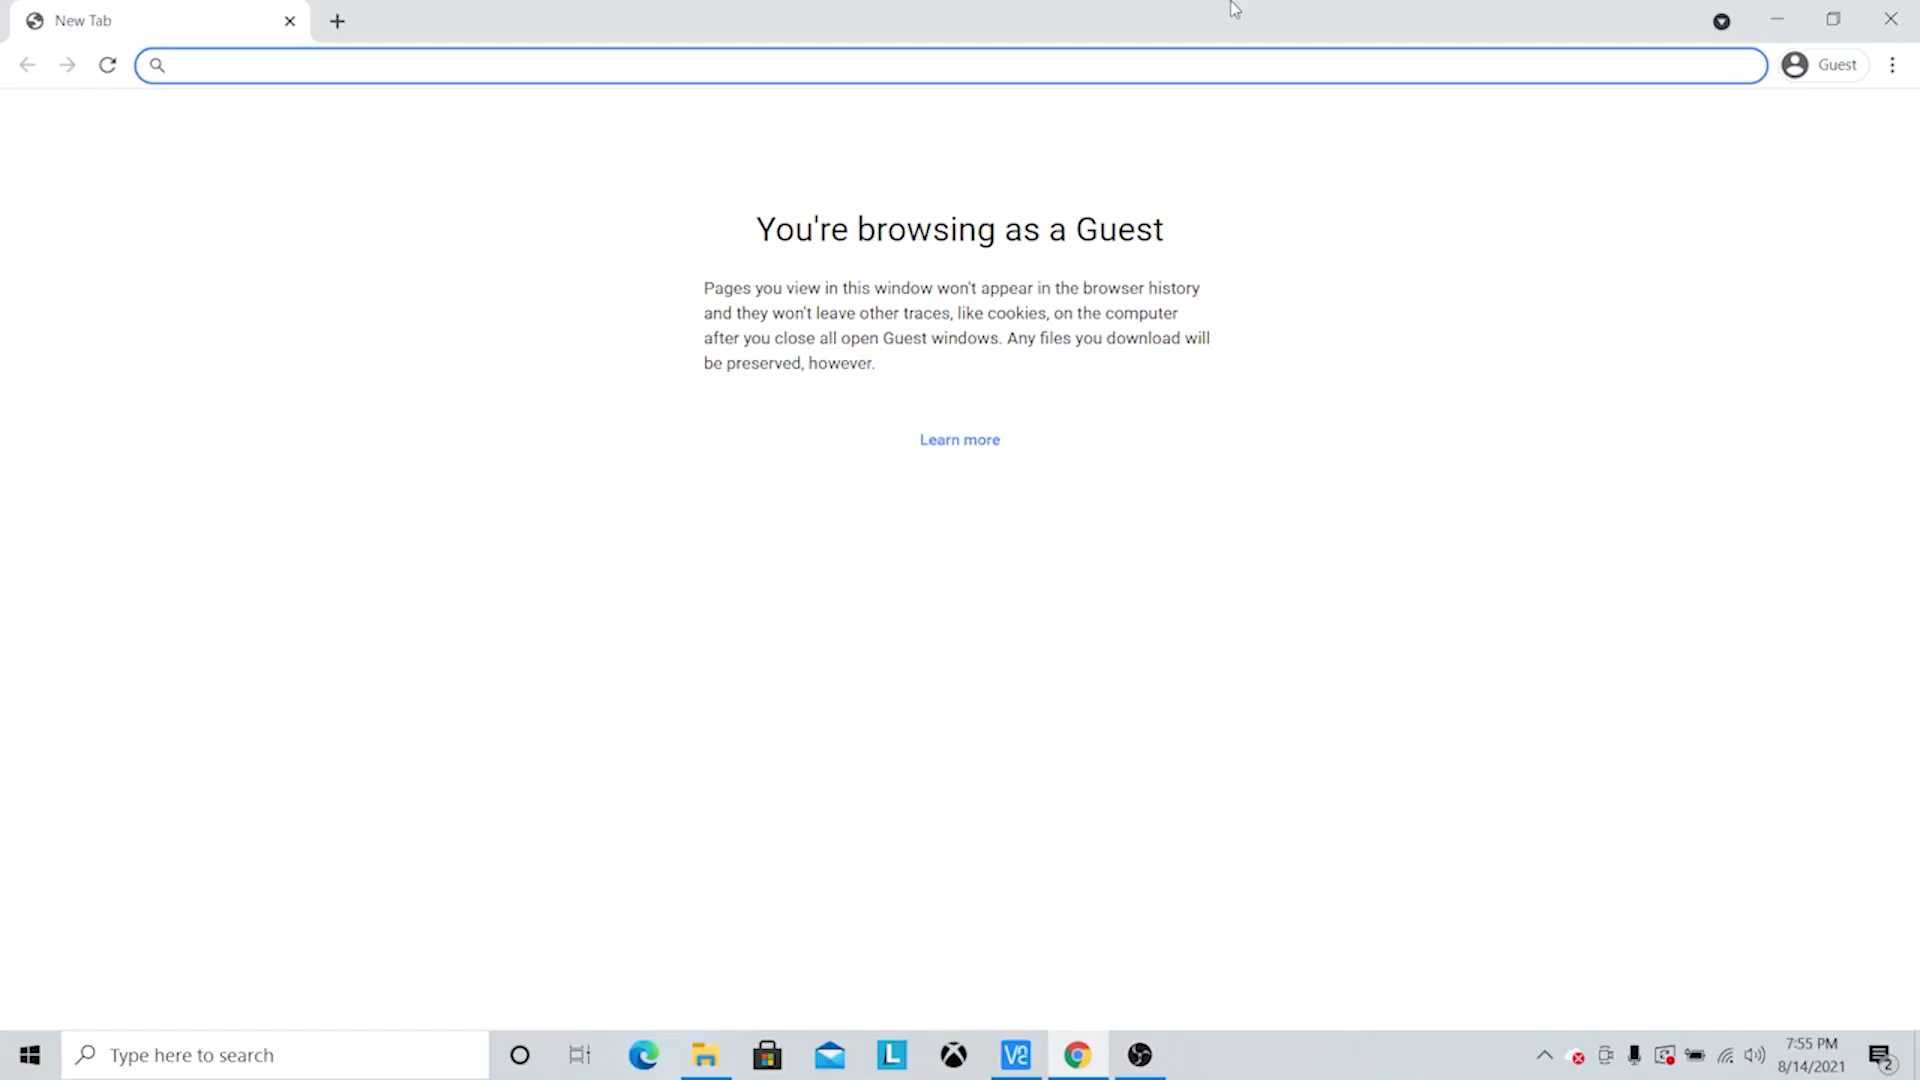 New Tab
Guest
You're browsing as a Guest
Pages you view in this window won't appear in the browser history
and they won't leave other traces, like cookies, on the computer
after you close all open Guest windows. Any files you download will
be preserved, however.
Learn more
Type here to search
L
V2
7:55 PM
8/14/2021
2